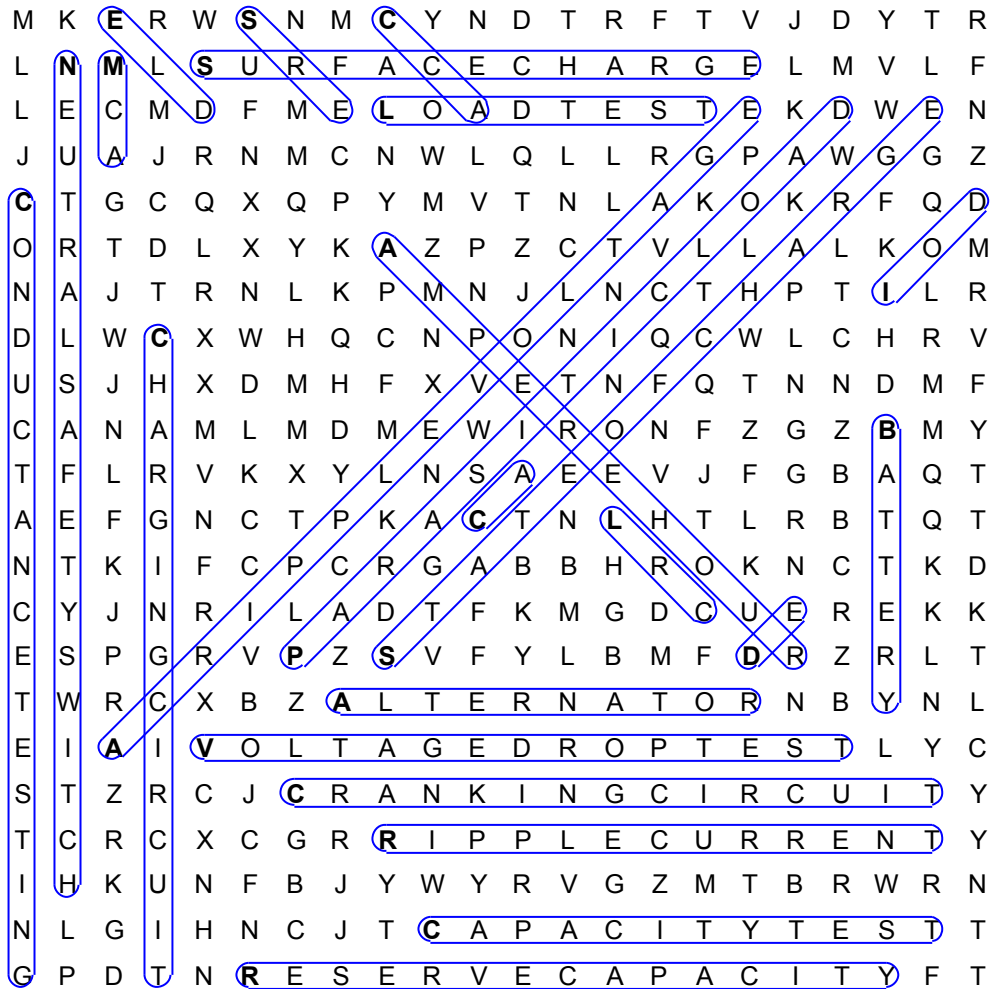 M K E R W S N M C Y N D T R F T V J D Y T R
L N M L S U R F A C E C H A R G E L M V L F
L E C M D F M E L O A D T E S T E K D W E N
J U A J R N M C N W L Q L L R G P A W G G Z
C T G C Q X Q P Y M V T N L A K O K R F Q D
O R T D L X Y K A Z P Z C T V L L A L K O M
N A J T R N L K P M N J L N C T H P T I L R
D L W C X W H Q C N P O N I Q C W L C H R V
U S J H X D M H F X V E T N F Q T N N D M F
C A N A M L M D M E W I R O N F Z G Z B M Y
T F L R V K X Y L N S A E E V J F G B A Q T
A E F G N C T P K A C T N L H T L R B T Q T
N T K I F C P C R G A B B H R O K N C T K D
C Y J N R I L A D T F K M G D C U E R E K K
E S P G R V P Z S V F Y L B M F D R Z R L T
T W R C X B Z A L T E R N A T O R N B Y N L
E I A I V O L T A G E D R O P T E S T L Y C
S T Z R C J C R A N K I N G C I R C U I T Y
T C R C X C G R R I P P L E C U R R E N T Y
I H K U N F B J Y W Y R V G Z M T B R W R N
N L G I H N C J T C A P A C I T Y T E S T T
G P D T N R E S E R V E C A P A C I T Y F T